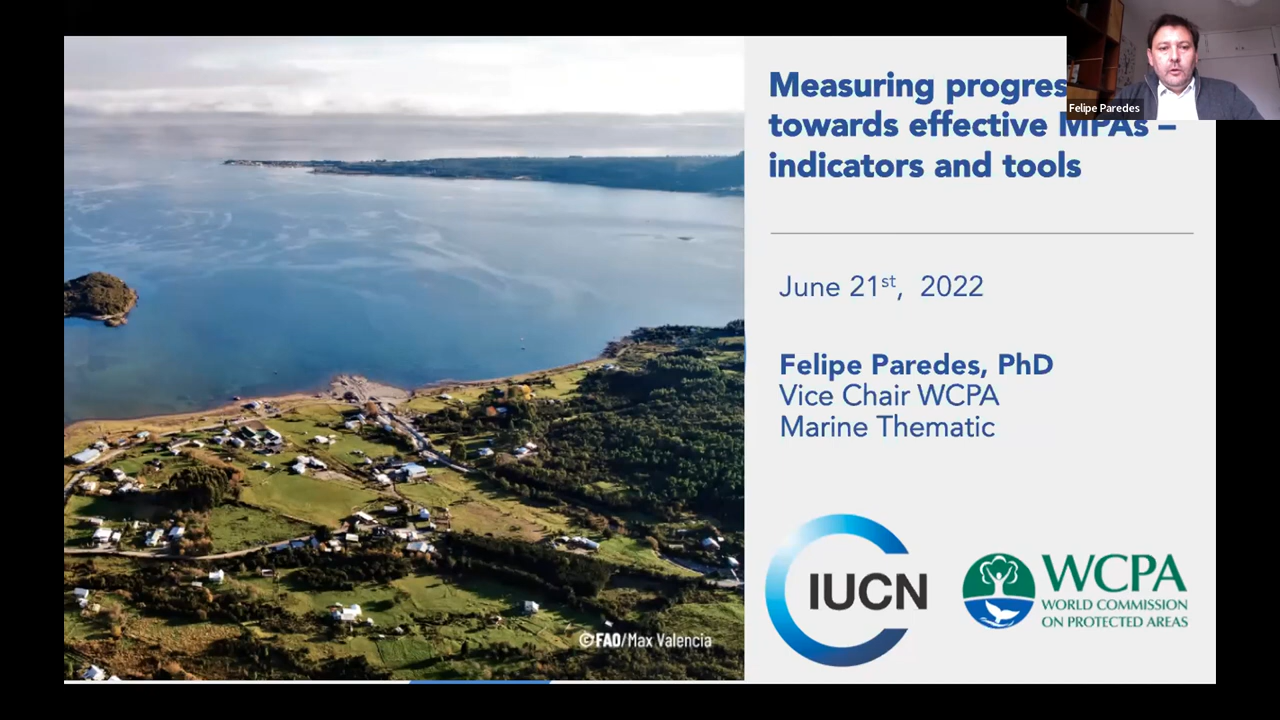 Measuring progres
towards effective MPAs –
indicators and tools
Felipe Paredes
June 21st, 2022
Felipe Paredes, PhD
Vice Chair WCPA
Marine Thematic
IUCN
WCPA
WORLD COMMISSION
ON PROTECTED AREAS
©FAO/Max Valencia